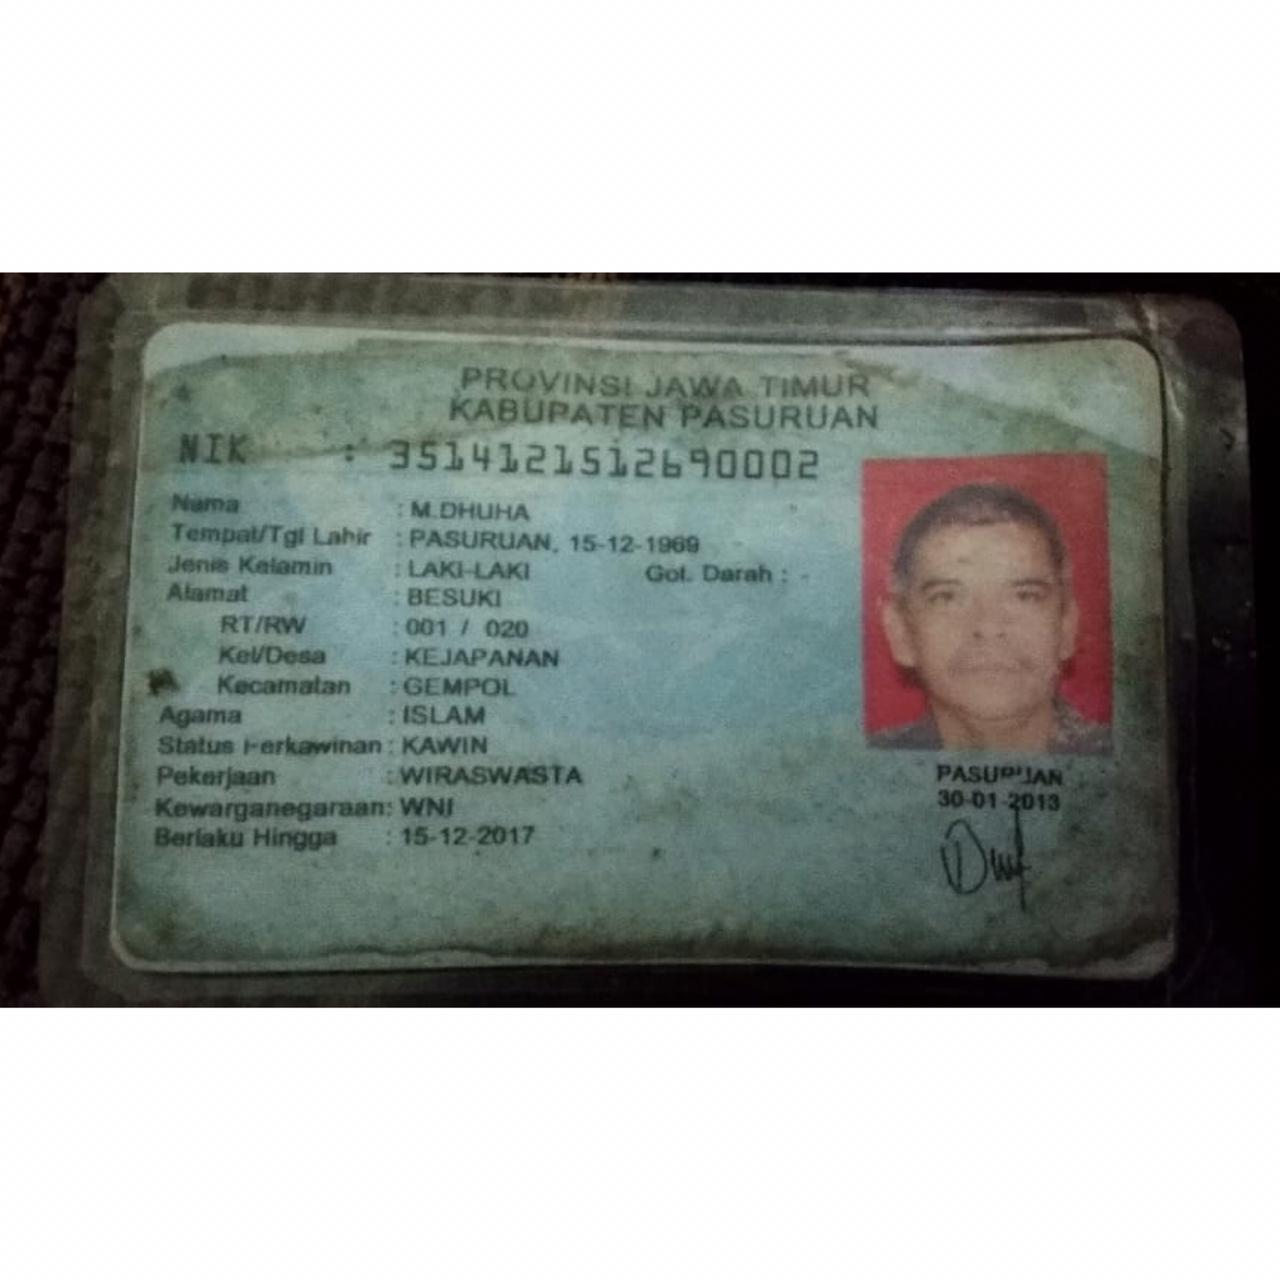 PROVINSI JAWA TIMUR
KABUPATEN PASURUAN
NIK : 3514121512690002
Nama : M.DHUHA
Tempat/Tgl Lahir : PASURUAN, 15-12-1969
Jenis Kelamin : LAKI-LAKI Gol. Darah : -
Alamat : BESUKI
RT/RW : 001 / 020
Kel/Desa : KEJAPANAN
Kecamatan : GEMPOL
Agama : ISLAM
Status Perkawinan : KAWIN
Pekerjaan : WIRASWASTA
Kewarganegaraan: WNI
Berlaku Hingga : 15-12-2017
PASURUAN
30-01-2013